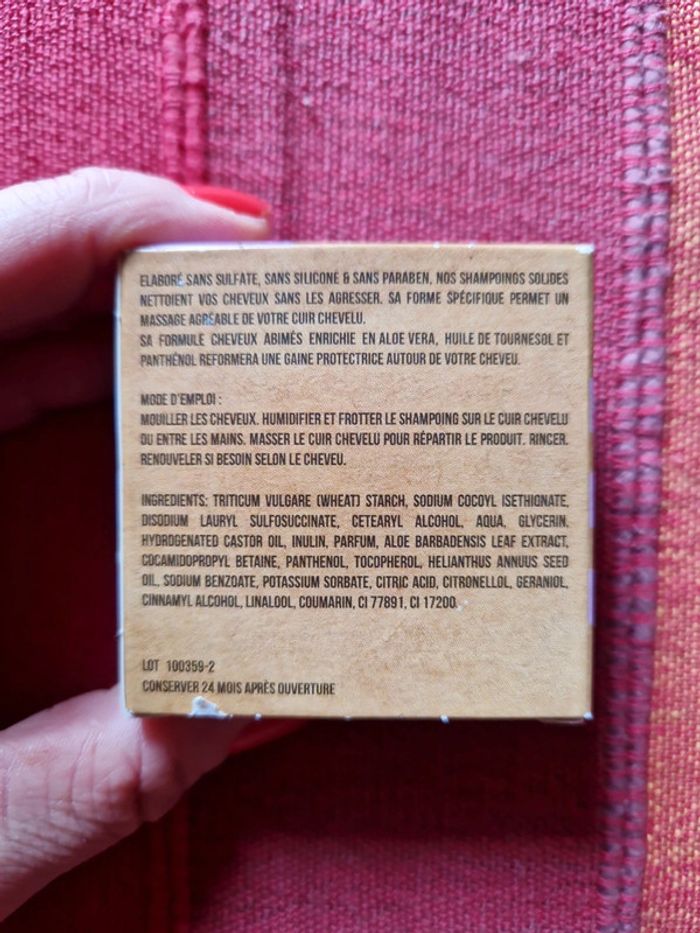 ELABORÉ SANS SULFATE, SANS SILICONE & SANS PARABEN, NOS SHAMPOINGS SOLIDES
NETTOIENT VOS CHEVEUX SANS LES AGRESSER. SA FORME SPÉCIFIQUE PERMET UN
MASSAGE AGRÉABLE DE VOTRE CUIR CHEVELU.
SA FORMULE CHEVEUX ABIMÉS ENRICHIE EN ALOE VERA, HUILE DE TOURNESOL ET
PANTHÉNOL REFORMERA UNE GAINE PROTECTRICE AUTOUR DE VOTRE CHEVEU.
MODE D'EMPLOI :
MOUILLER LES CHEVEUX. HUMIDIFIER ET FROTTER LE SHAMPOING SUR LE CUIR CHEVELU
OU ENTRE LES MAINS. MASSER LE CUIR CHEVELU POUR RÉPARTIR LE PRODUIT. RINCER.
RENOUVELER SI BESOIN SELON LE CHEVEU.
INGREDIENTS: TRITICUM VULGARE (WHEAT) STARCH, SODIUM COCOYL ISETHIONATE,
DISODIUM LAURYL SULFOSUCCINATE, CETEARYL ALCOHOL, AQUA, GLYCERIN,
HYDROGENATED CASTOR OIL, INULIN, PARFUM, ALOE BARBADENSIS LEAF EXTRACT,
COCAMIDOPROPYL BETAINE, PANTHENOL, TOCOPHEROL, HELIANTHUS ANNUUS SEED
OIL, SODIUM BENZOATE, POTASSIUM SORBATE, CITRIC ACID, CITRONELLOL, GERANIOL,
CINNAMYL ALCOHOL, LINALOOL, COUMARIN, CI 77891, CI 17200.
LOT 100359-2
CONSERVER 24 MOIS APRÈS OUVERTURE